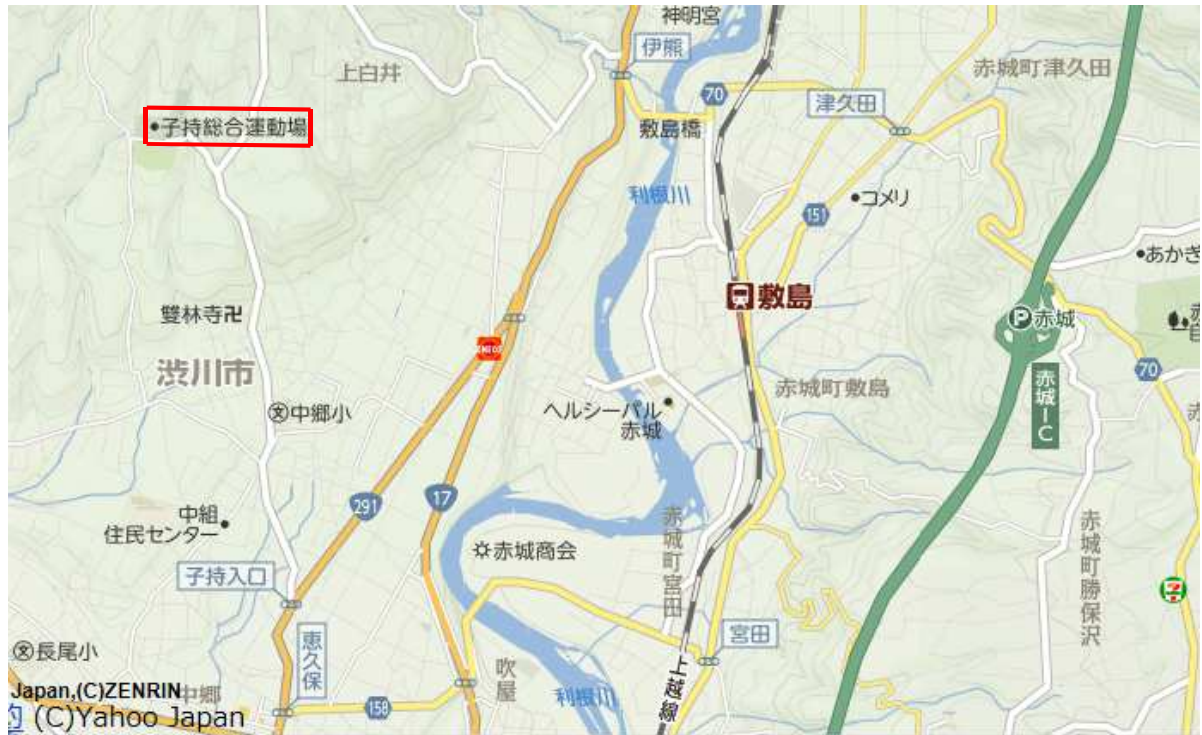 神明宮
伊熊
上白井
赤城町津久田
70
津久田
子持総合運動場
敷島橋
利根川
コメリ
151
あかぎ
敷島
赤城
雙林寺卍
渋川市
70
赤城町敷島
赤城IC
文中郷小
ヘルシーパル
赤城
291
17
中組
住民センター
赤城商会
赤城町宮田
赤城町勝保沢
子持入口
7
宮田
恵久保
文長尾小
吹屋
上越線
利根川
中郷
158
Japan,(C)ZENRIN
(C)Yahoo Japan